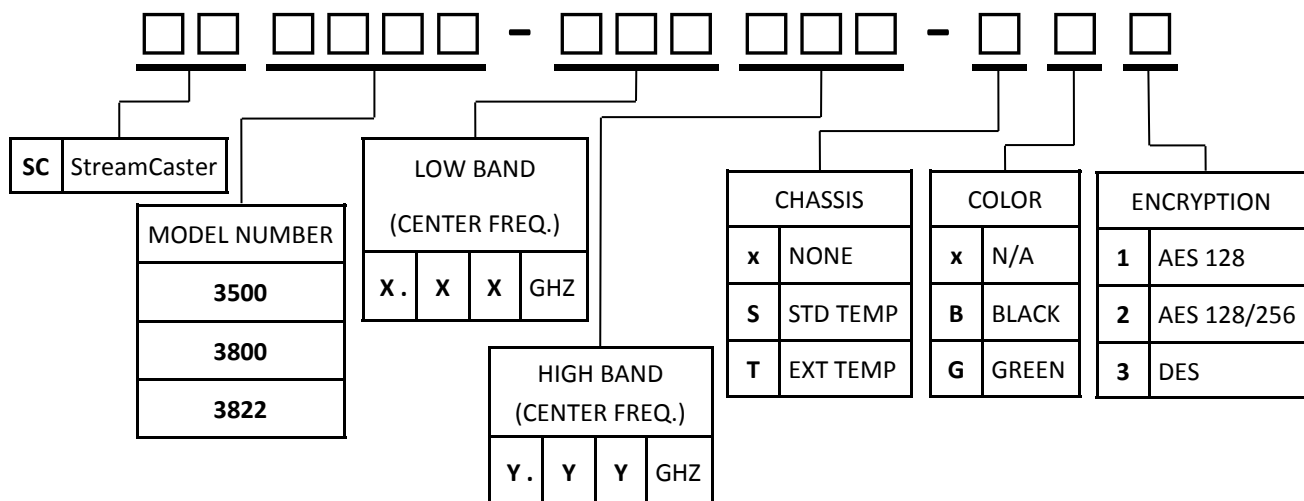 - -
SC StreamCaster
MODEL NUMBER
3500
3800
3822
LOW BAND
(CENTER FREQ.)
X. X X GHZ
HIGH BAND
(CENTER FREQ.)
Y. Y Y GHZ
CHASSIS
x NONE
S STD TEMP
T EXT TEMP
COLOR
x N/A
B BLACK
G GREEN
ENCRYPTION
1 AES 128
2 AES 128/256
3 DES